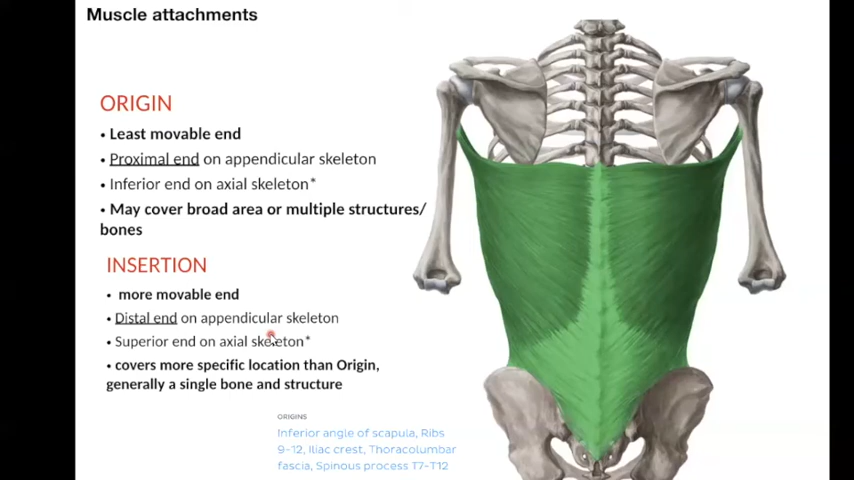 Muscle attachments
ORIGIN
• Least movable end
• Proximal end on appendicular skeleton
• Inferior end on axial skeleton*
• May cover broad area or multiple structures/
bones
INSERTION
• more movable end
• Distal end on appendicular skeleton
• Superior end on axial skeleton*
• covers more specific location than Origin,
generally a single bone and structure
ORIGINS
Inferior angle of scapula, Ribs
9-12, Iliac crest, Thoracolumbar
fascia, Spinous process T7-T12